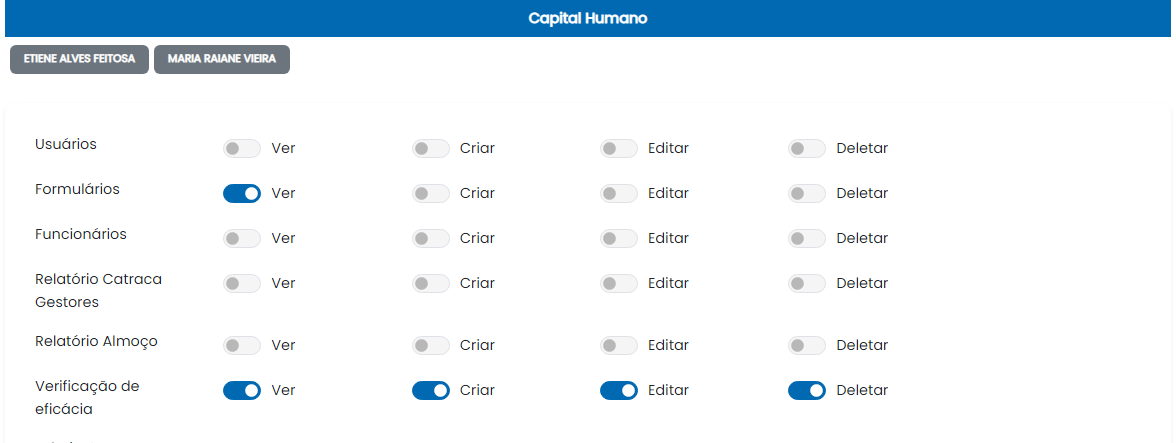 Capital Humano
ETIENE ALVES FEITOSA MARIA RAIANE VIEIRA
Usuários Ver Criar Editar Deletar
Formulários Ver Criar Editar Deletar
Funcionários Ver Criar Editar Deletar
Relatório Catraca Gestores Ver Criar Editar Deletar
Relatório Almoço Ver Criar Editar Deletar
Verificação de eficácia Ver Criar Editar Deletar